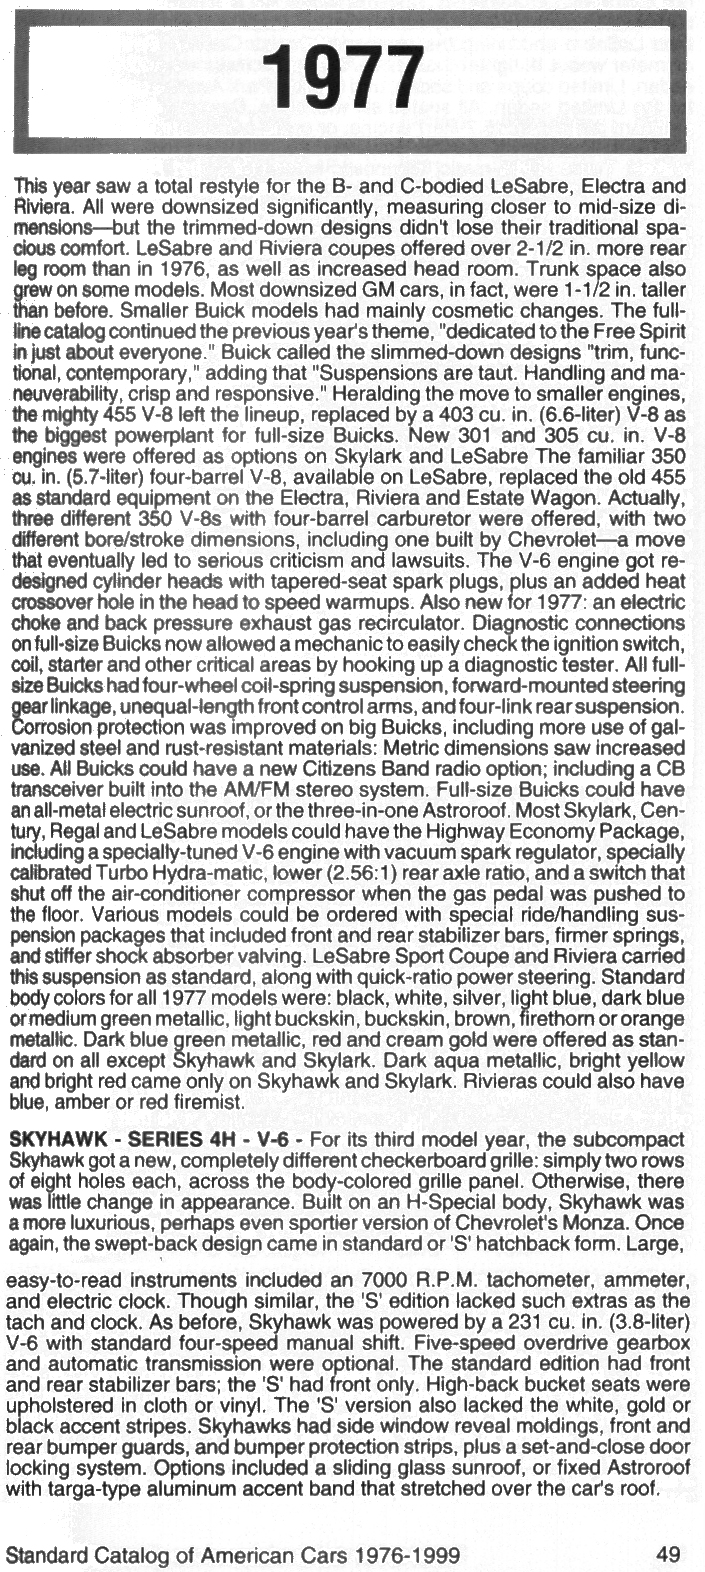 1977
This year saw a total restyle for the B- and C-bodied LeSabre, Electra and
Riviera. All were downsized significantly, measuring closer to mid-size di-
mensions—but the trimmed-down designs didn't lose their traditional spa-
cious comfort. LeSabre and Riviera coupes offered over 2-1/2 in. more rear
leg room than in 1976, as well as increased head room. Trunk space also
grew on some models. Most downsized GM cars, in fact, were 1-1/2 in. taller
than before. Smaller Buick models had mainly cosmetic changes. The full-
line catalog continued the previous year's theme, "dedicated to the Free Spirit
in just about everyone." Buick called the slimmed-down designs "trim, func-
tional, contemporary," adding that "Suspensions are taut. Handling and ma-
neuverability, crisp and responsive." Heralding the move to smaller engines,
the mighty 455 V-8 left the lineup, replaced by a 403 cu. in. (6.6-liter) V-8 as
the biggest powerplant for full-size Buicks. New 301 and 305 cu. in. V-8
engines were offered as options on Skylark and LeSabre The familiar 350
cu. in. (5.7-liter) four-barrel V-8, available on LeSabre, replaced the old 455
as standard equipment on the Electra, Riviera and Estate Wagon. Actually,
three different 350 V-8s with four-barrel carburetor were offered, with two
different bore/stroke dimensions, including one built by Chevrolet—a move
that eventually led to serious criticism and lawsuits. The V-6 engine got re-
designed cylinder heads with tapered-seat spark plugs, plus an added heat
crossover hole in the head to speed warmups. Also new for 1977: an electric
choke and back pressure exhaust gas recirculator. Diagnostic connections
on full-size Buicks now allowed a mechanic to easily check the ignition switch,
coil, starter and other critical areas by hooking up a diagnostic tester. All full-
size Buicks had four-wheel coil-spring suspension, forward-mounted steering
gear linkage, unequal-length front control arms, and four-link rear suspension.
Corrosion protection was improved on big Buicks, including more use of gal-
vanized steel and rust-resistant materials: Metric dimensions saw increased
use. All Buicks could have a new Citizens Band radio option; including a CB
transceiver built into the AM/FM stereo system. Full-size Buicks could have
an all-metal electric sunroof, or the three-in-one Astroroof. Most Skylark, Cen-
tury, Regal and LeSabre models could have the Highway Economy Package,
including a specially-tuned V-6 engine with vacuum spark regulator, specially
calibrated Turbo Hydra-matic, lower (2.56:1) rear axle ratio, and a switch that
shut off the air-conditioner compressor when the gas pedal was pushed to
the floor. Various models could be ordered with special ride/handling sus-
pension packages that included front and rear stabilizer bars, firmer springs,
and stiffer shock absorber valving. LeSabre Sport Coupe and Riviera carried
this suspension as standard, along with quick-ratio power steering. Standard
body colors for all 1977 models were: black, white, silver, light blue, dark blue
or medium green metallic, light buckskin, buckskin, brown, firethorn or orange
metallic. Dark blue green metallic, red and cream gold were offered as stan-
dard on all except Skyhawk and Skylark. Dark aqua metallic, bright yellow
and bright red came only on Skyhawk and Skylark. Rivieras could also have
blue, amber or red firemist.
SKYHAWK - SERIES 4H - V-6 - For its third model year, the subcompact
Skyhawk got a new, completely different checkerboard grille: simply two rows
of eight holes each, across the body-colored grille panel. Otherwise, there
was little change in appearance. Built on an H-Special body, Skyhawk was
a more luxurious, perhaps even sportier version of Chevrolet's Monza. Once
again, the swept-back design came in standard or 'S' hatchback form. Large,
easy-to-read instruments included an 7000 R.P.M. tachometer, ammeter,
and electric clock. Though similar, the 'S' edition lacked such extras as the
tach and clock. As before, Skyhawk was powered by a 231 cu. in. (3.8-liter)
V-6 with standard four-speed manual shift. Five-speed overdrive gearbox
and automatic transmission were optional. The standard edition had front
and rear stabilizer bars; the 'S' had front only. High-back bucket seats were
upholstered in cloth or vinyl. The 'S' version also lacked the white, gold or
black accent stripes. Skyhawks had side window reveal moldings, front and
rear bumper guards, and bumper protection strips, plus a set-and-close door
locking system. Options included a sliding glass sunroof, or fixed Astroroof
with targa-type aluminum accent band that stretched over the car's roof.
Standard Catalog of American Cars 1976-1999 49